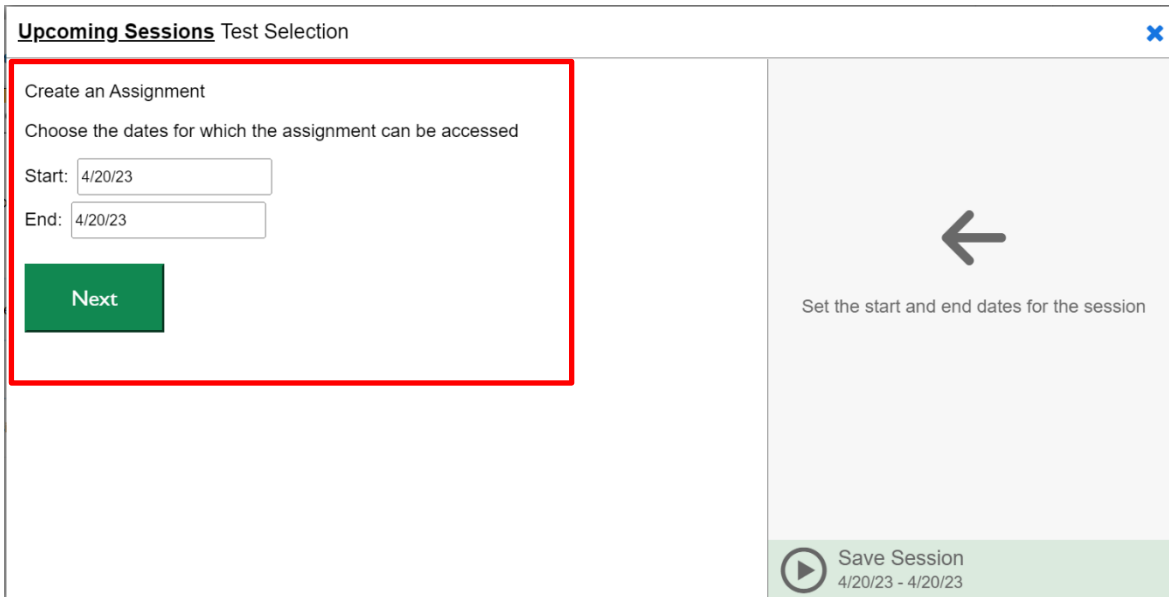 Upcoming Sessions Test Selection
Create an Assignment
Choose the dates for which the assignment can be accessed
Start: 4/20/23
End: 4/20/23
Next
Set the start and end dates for the session
Save Session
4/20/23 - 4/20/23